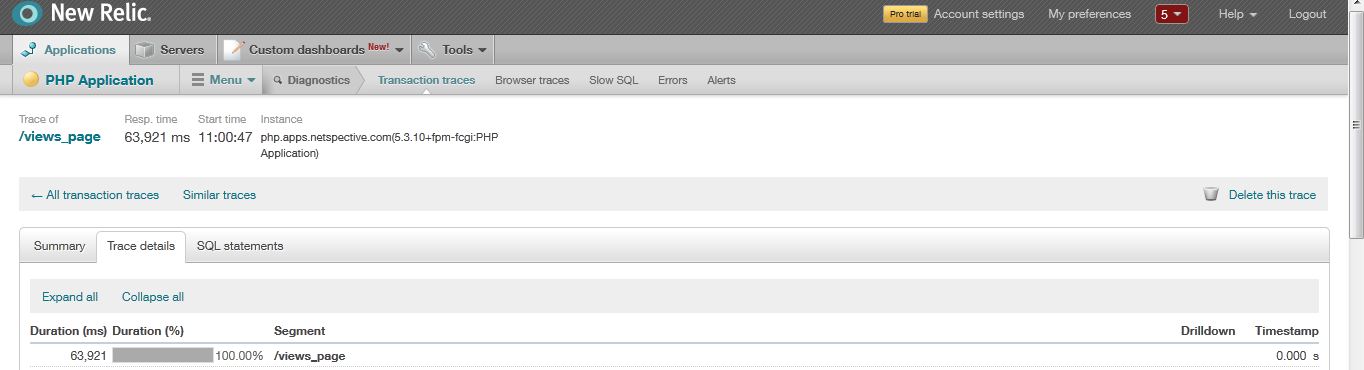 New Relic.
Pro trial Account settings My preferences 5 Help Logout
Applications Servers Custom dashboards New! Tools
PHP Application Menu Diagnostics Transaction traces Browser traces Slow SQL Errors Alerts
Trace of Resp. time Start time Instance
/views_page 63,921 ms 11:00:47 php.apps.netspective.com(5.3.10+fpm-fcgi:PHP
Application)
← All transaction traces Similar traces Delete this trace
Summary Trace details SQL statements
Expand all Collapse all
Duration (ms) Duration (%) Segment Drilldown Timestamp
63,921 100.00% /views_page 0.000 s